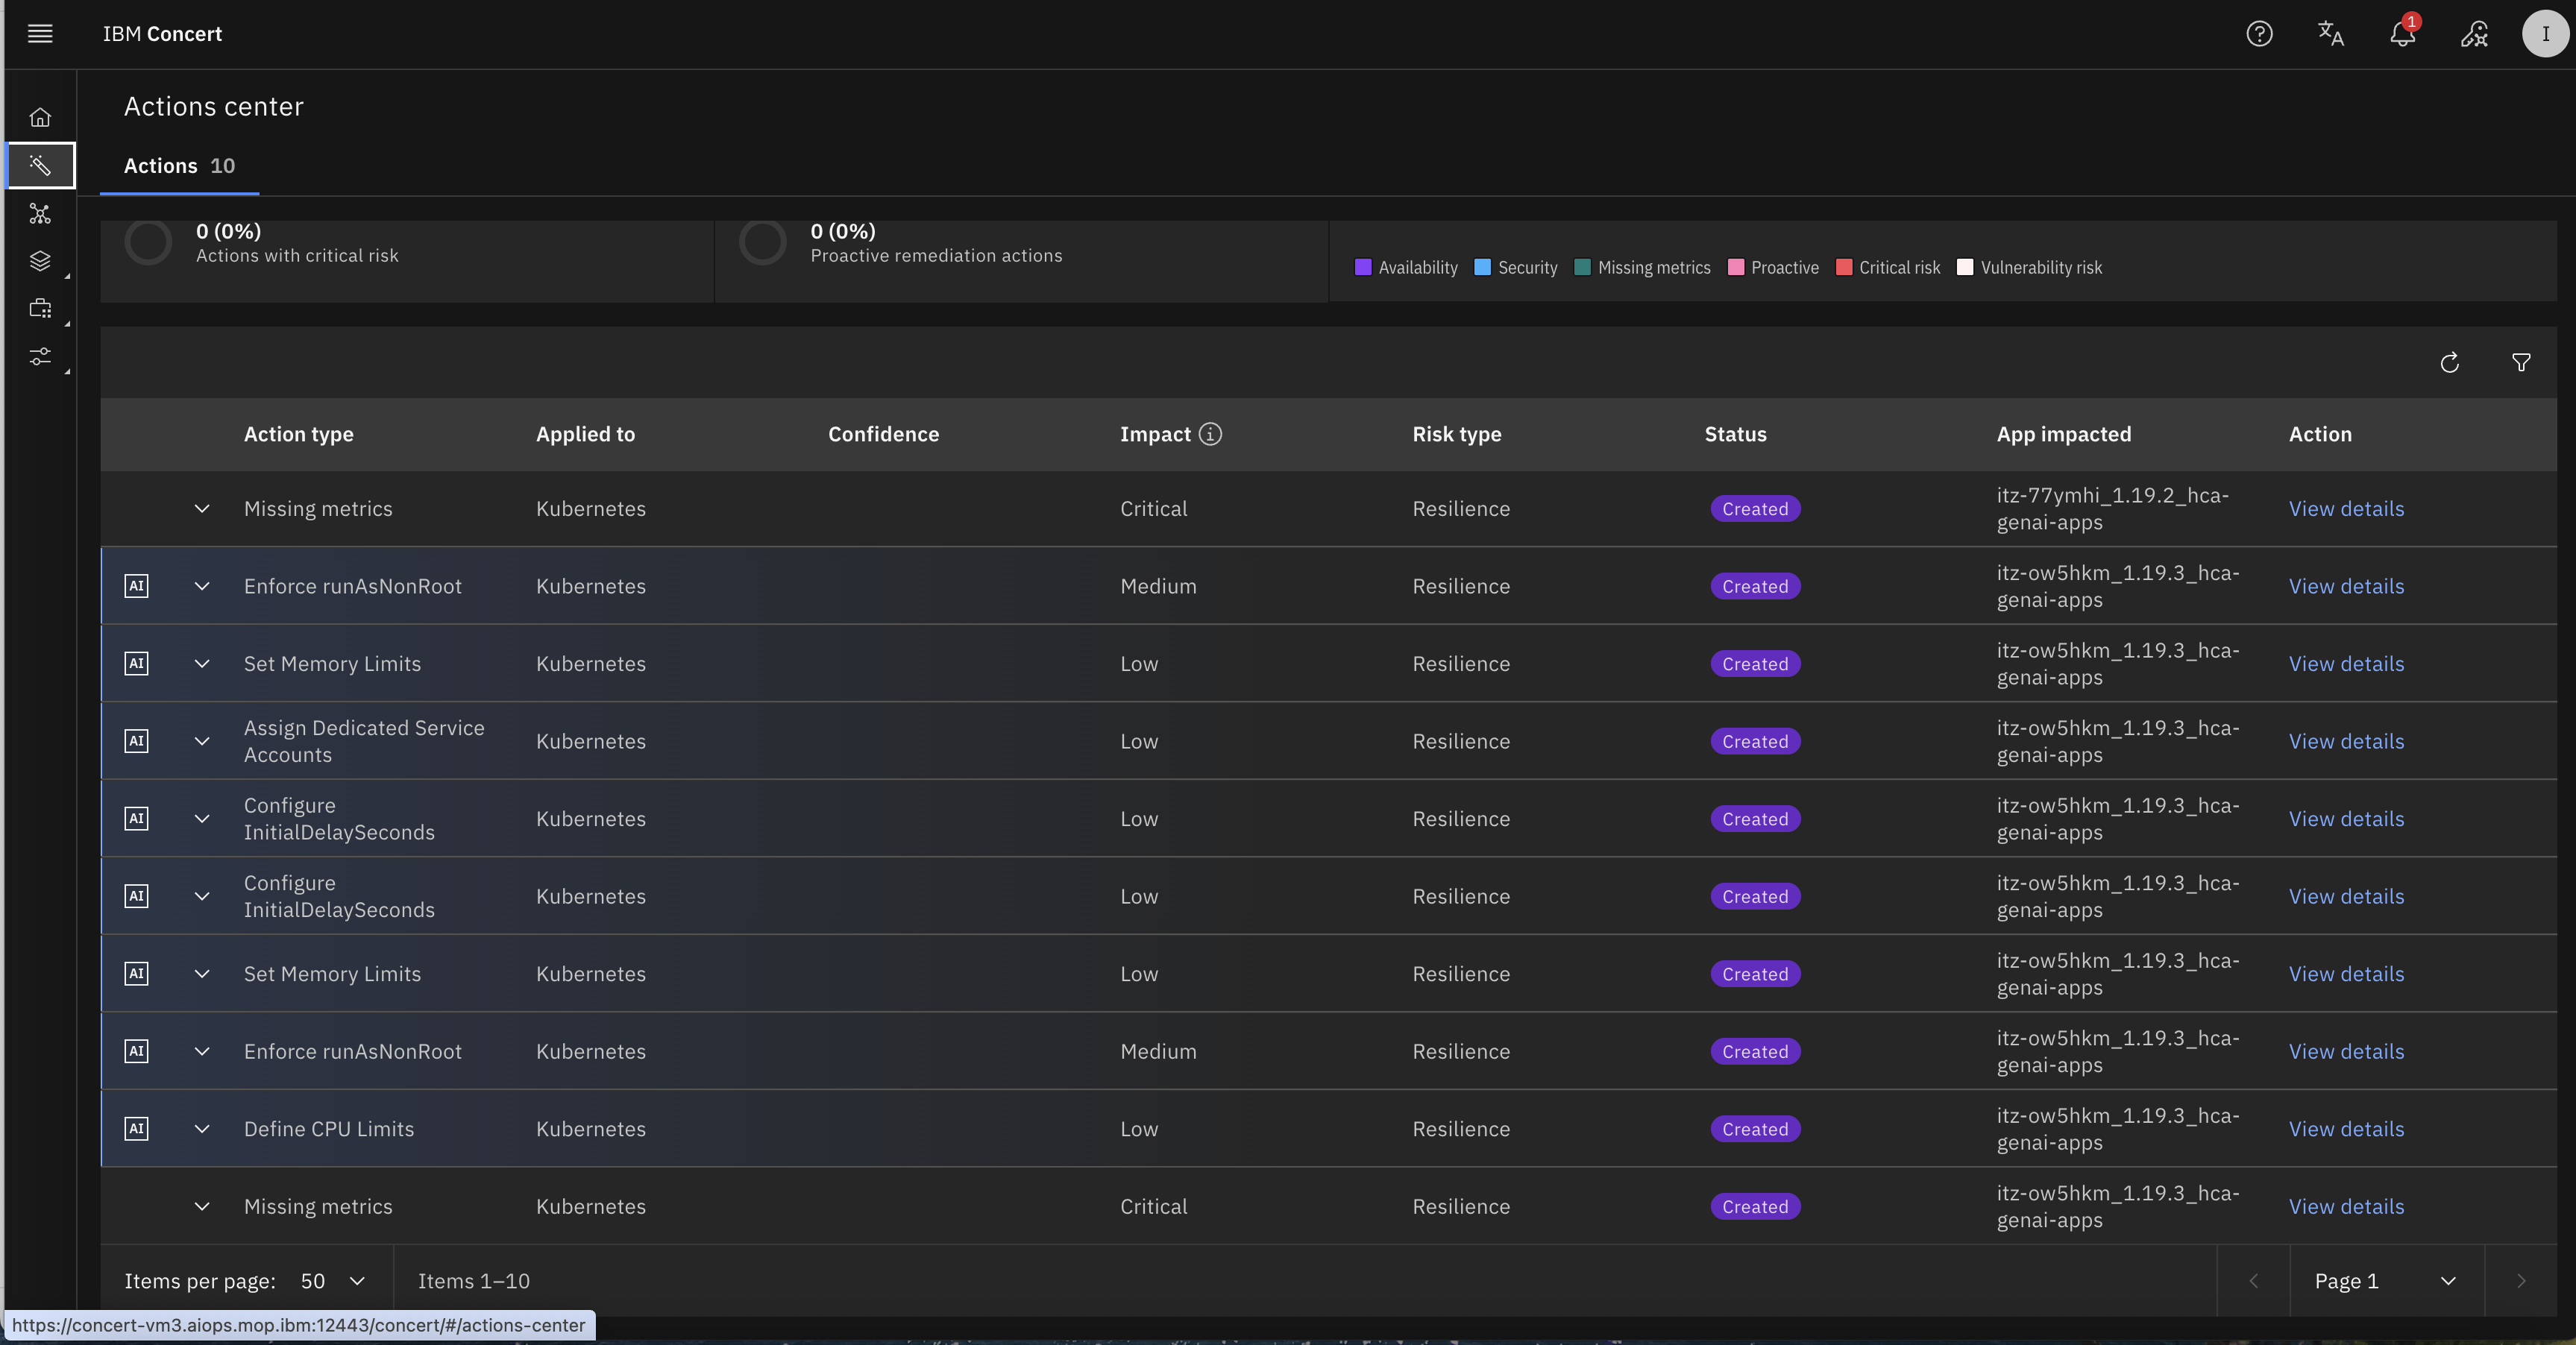 IBM Concert
1
I
Actions center
Actions 10
0 (0%)
Actions with critical risk
0 (0%)
Proactive remediation actions
Availability Security Missing metrics Proactive Critical risk Vulnerability risk
Action type Applied to Confidence Impact Risk type Status App impacted Action
Missing metrics Kubernetes Critical Resilience Created itz-77ymhi_1.19.2_hca-
genai-apps View details
AI Enforce runAsNonRoot Kubernetes Medium Resilience Created itz-ow5hkm_1.19.3_hca-
genai-apps View details
AI Set Memory Limits Kubernetes Low Resilience Created itz-ow5hkm_1.19.3_hca-
genai-apps View details
AI Assign Dedicated Service
Accounts Kubernetes Low Resilience Created itz-ow5hkm_1.19.3_hca-
genai-apps View details
AI Configure
InitialDelaySeconds Kubernetes Low Resilience Created itz-ow5hkm_1.19.3_hca-
genai-apps View details
AI Configure
InitialDelaySeconds Kubernetes Low Resilience Created itz-ow5hkm_1.19.3_hca-
genai-apps View details
AI Set Memory Limits Kubernetes Low Resilience Created itz-ow5hkm_1.19.3_hca-
genai-apps View details
AI Enforce runAsNonRoot Kubernetes Medium Resilience Created itz-ow5hkm_1.19.3_hca-
genai-apps View details
AI Define CPU Limits Kubernetes Low Resilience Created itz-ow5hkm_1.19.3_hca-
genai-apps View details
Missing metrics Kubernetes Critical Resilience Created itz-ow5hkm_1.19.3_hca-
genai-apps View details
Items per page: 50 Items 1–10 Page 1
https://concert-vm3.aiops.mop.ibm:12443/concert/#/actions-center